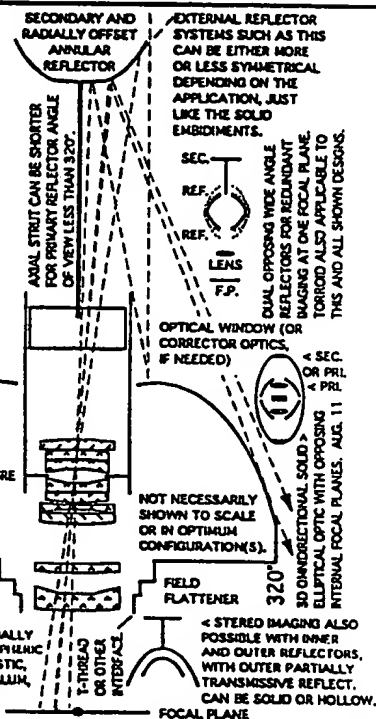 SECONDARY AND
RADIALLY OFFSET
ANNULAR
REFLECTOR
EXTERNAL REFLECTOR
SYSTEMS SUCH AS THIS
CAN BE EITHER MORE
OR LESS SYMMETRICAL
DEPENDING ON THE
APPLICATION, JUST
LIKE THE SOLID
EMBIDIMENTS.
AXIAL STRUT CAN BE SHORTER
FOR PRIMARY REFLECTOR ANGLE
OF VIEW LESS THAN 320°.
SEC.
REF.
REF.
LENS
F.P.
DUAL OPPOSING WIDE ANGLE
REFLECTORS FOR REDUNDANT
IMAGING AT ONE FOCAL PLANE.
TORROID ALSO APPLICABLE TO
THIS AND ALL SHOWN DESIGNS.
OPTICAL WINDOW (OR
CORRECTOR OPTICS,
IF NEEDED)
< SEC.
OR PRI.
< PRI.
3D OMNIDIRECTIONAL SOLID >
ELLIPTICAL OPTIC WITH OPPOSING
INTERNAL FOCAL PLANES. AUG. 11
RE
NOT NECESSARILY
SHOWN TO SCALE
OR IN OPTIMUM
CONFIGURATION(S).
320°
FIELD
FLATTENER
ALLY
PHERIC
STIC,
LUM,
T-THREAD
OR OTHER
INTERFACE
< STEREO IMAGING ALSO
POSSIBLE WITH INNER
AND OUTER REFLECTORS,
WITH OUTER PARTIALLY
TRANSMISSIVE REFLECT.
CAN BE SOLID OR HOLLOW.
FOCAL PLANE